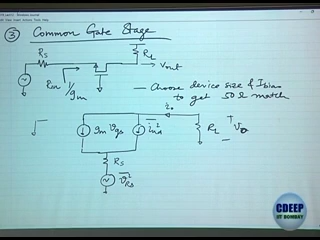 3 Common Gate Stage
Rs
RL
Vout
Rin
1/gm
— Choose device size & Ibias
to get 50 Ω match
gm vgs
RL
+
Vo
−
Rs
CDEEP
IIT BOMBAY